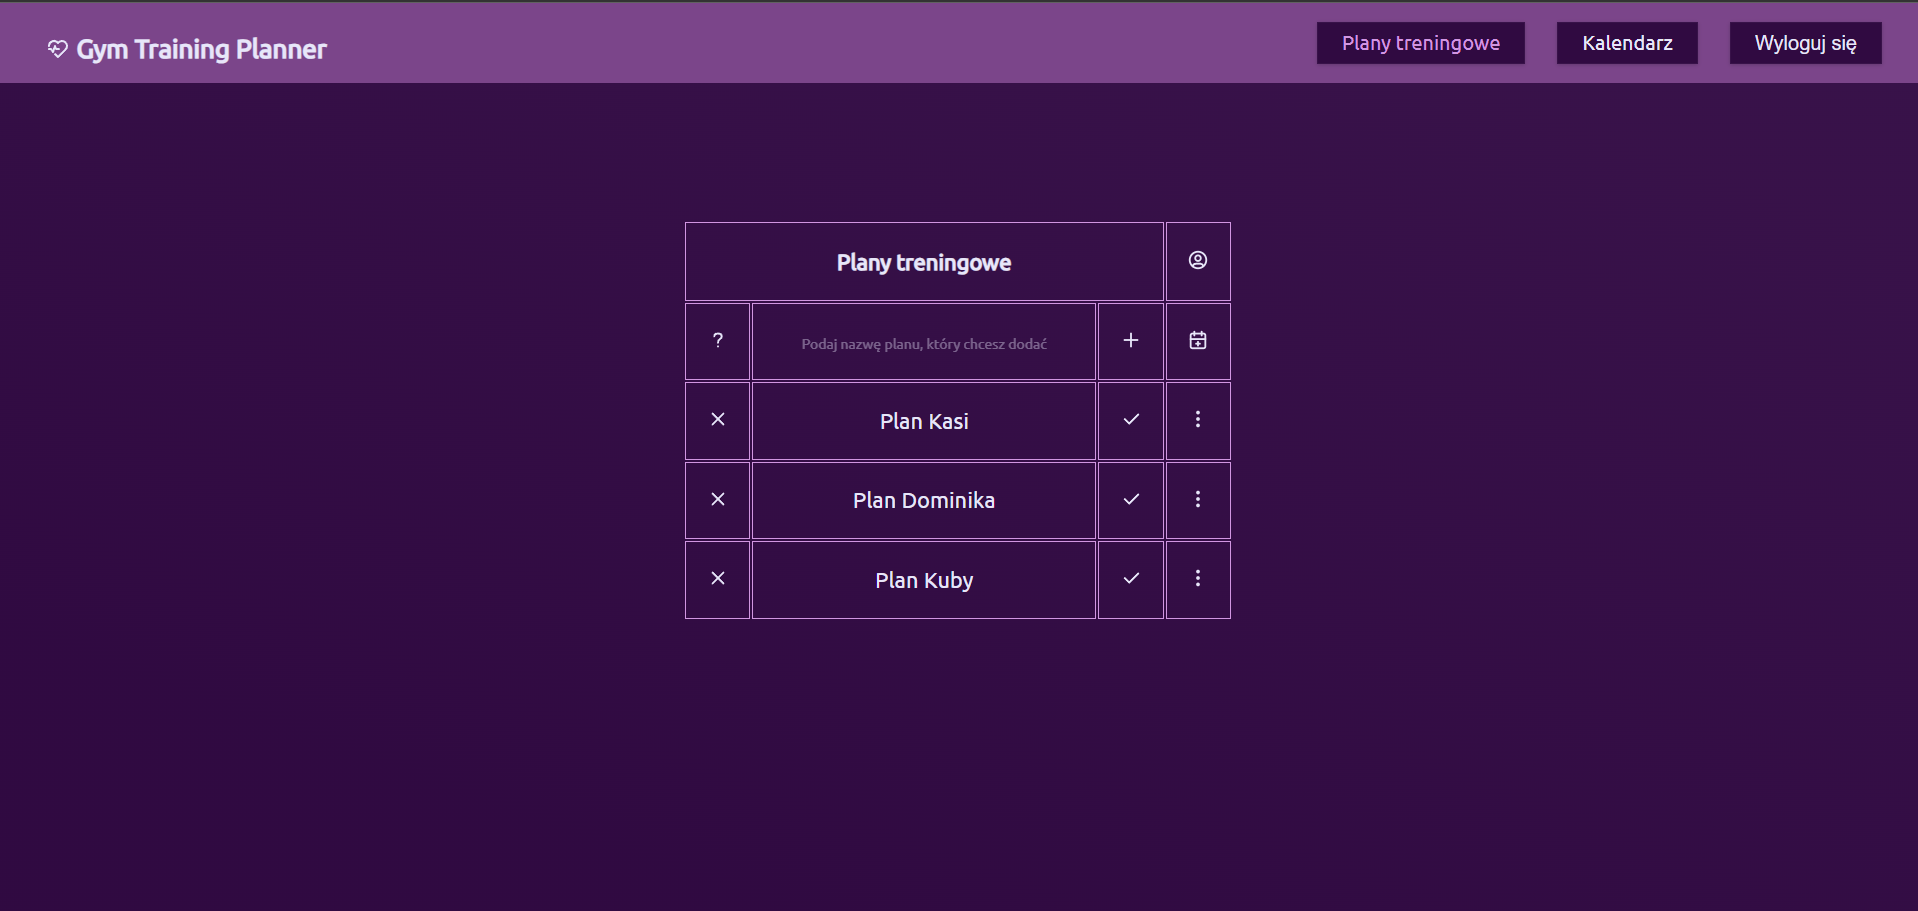 Gym Training Planner
Plany treningowe
Kalendarz
Wyloguj się
Plany treningowe
?
Podaj nazwę planu, który chcesz dodać
Plan Kasi
Plan Dominika
Plan Kuby